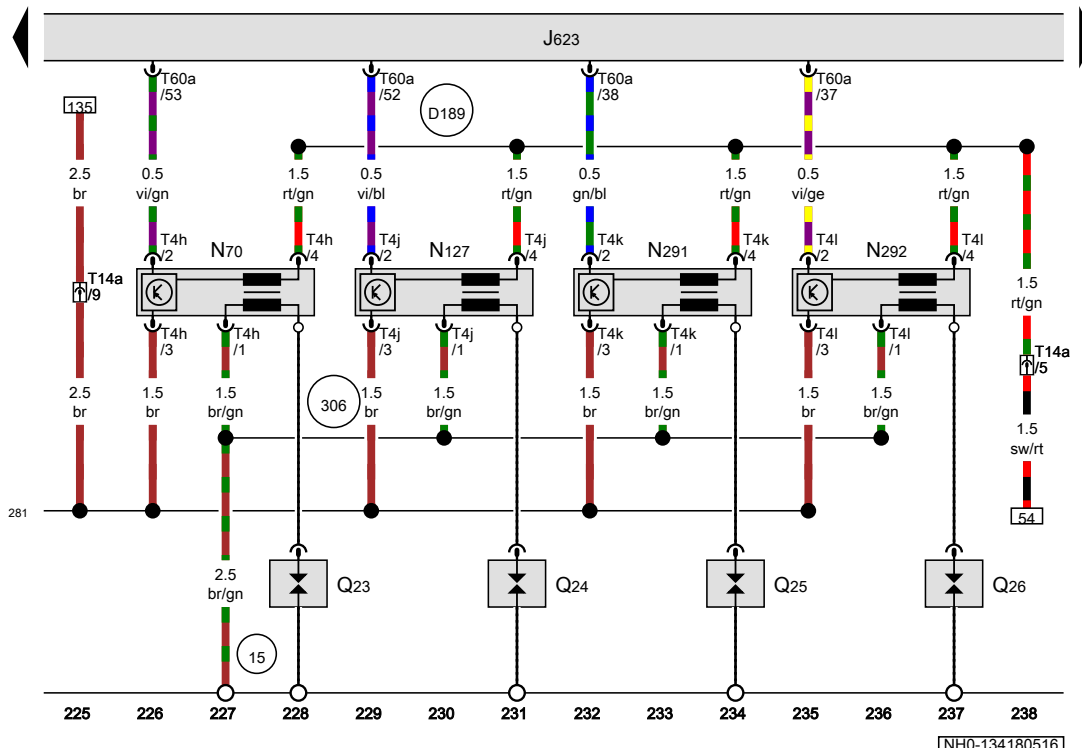 J623
T60a T60a T60a T60a
/53 /52 /38 /37
135
D189
2.5 0.5 1.5 0.5 1.5 0.5 1.5 0.5 1.5
br vi/gn rt/gn vi/bl rt/gn gn/bl rt/gn vi/ge rt/gn
T4h T4h T4j T4j T4k T4k T4l T4l
/2 N70 /4 /2 N127 /4 /2 N291 /4 /2 N292 /4
T14a
/9
1.5
rt/gn
T4h T4h T4j T4j T4k T4k T4l T4l
/3 /1 /3 /1 /3 /1 /3 /1
T14a
/5
2.5 1.5 1.5 1.5 1.5 1.5 1.5 1.5 1.5
br br br/gn br br/gn br br/gn br br/gn
306
1.5
sw/rt
281
54
2.5
br/gn
Q23 Q24 Q25 Q26
15
225 226 227 228 229 230 231 232 233 234 235 236 237 238
NH0-134180516